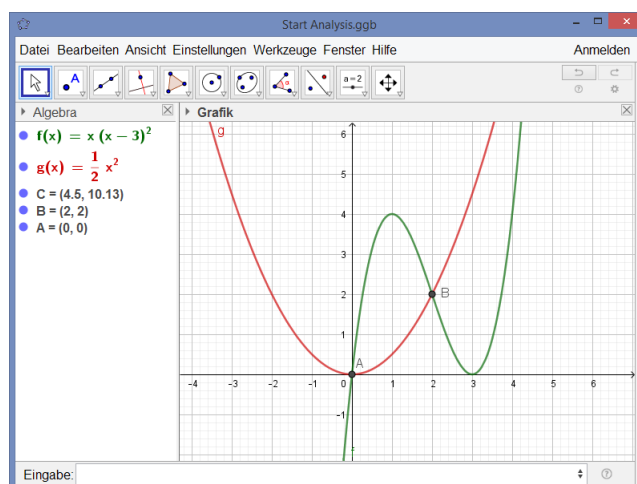 Start Analysis.ggb
Datei Bearbeiten Ansicht Einstellungen Werkzeuge Fenster Hilfe Anmelden
A a=2
Algebra
Grafik
f(x) = x (x − 3)²
g(x) = 1/2 x²
C = (4.5, 10.13)
B = (2, 2)
A = (0, 0)
g
6
5
4
3
2
1
-1
B
A
-4 -3 -2 -1 0 1 2 3 4 5 6
Eingabe: